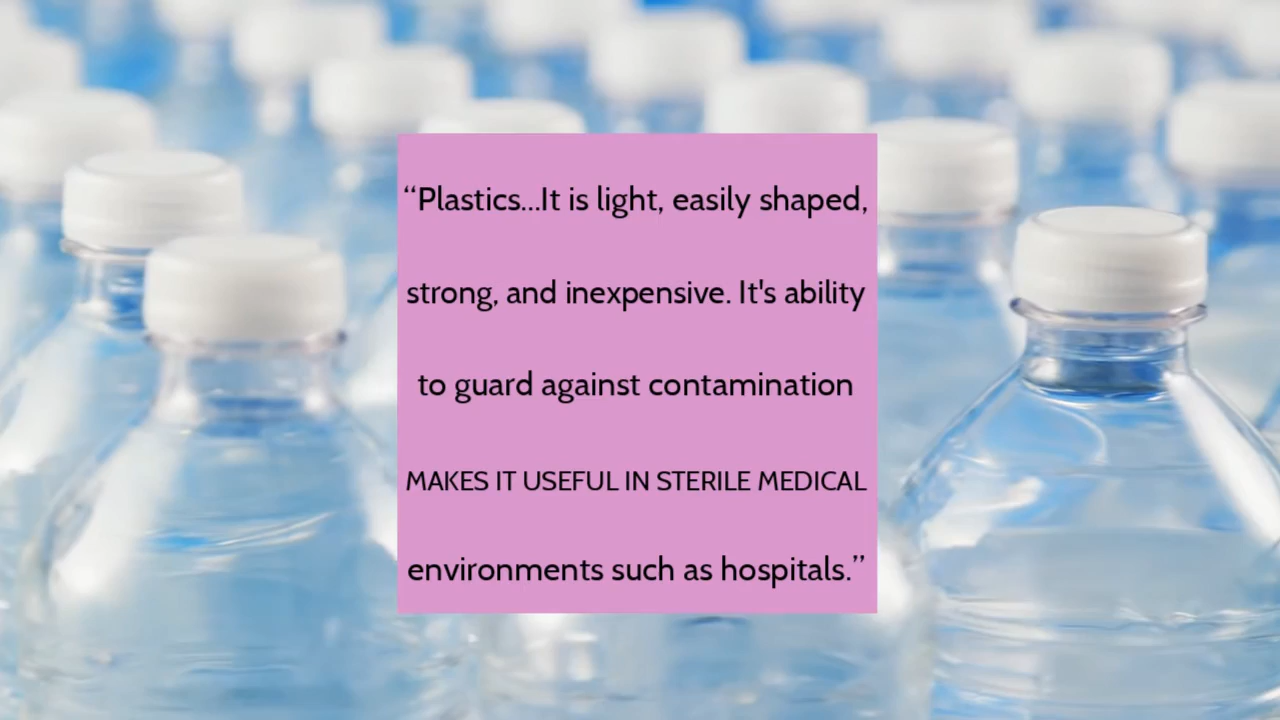 “Plastics...It is light, easily shaped,
strong, and inexpensive. It's ability
to guard against contamination
MAKES IT USEFUL IN STERILE MEDICAL
environments such as hospitals.”